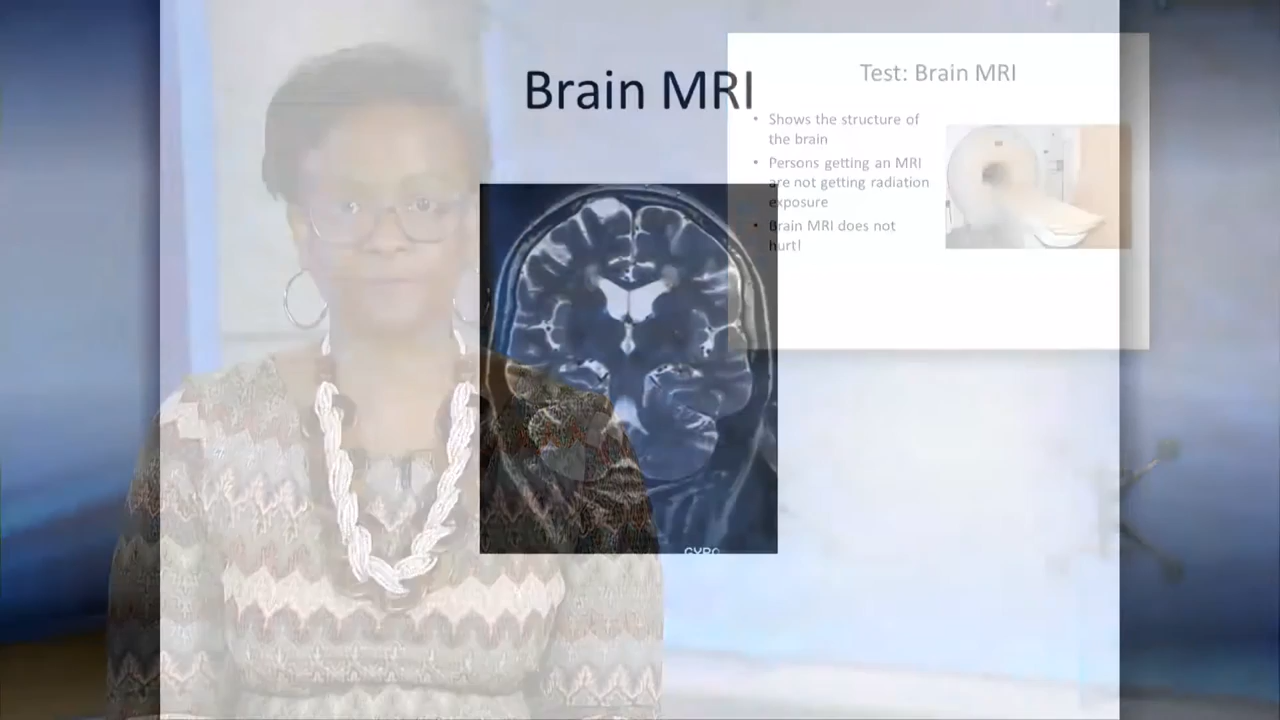 Brain MRI
Test: Brain MRI
• Shows the structure of
the brain
• Persons getting an MRI
are not getting radiation
exposure
• Brain MRI does not
hurt!